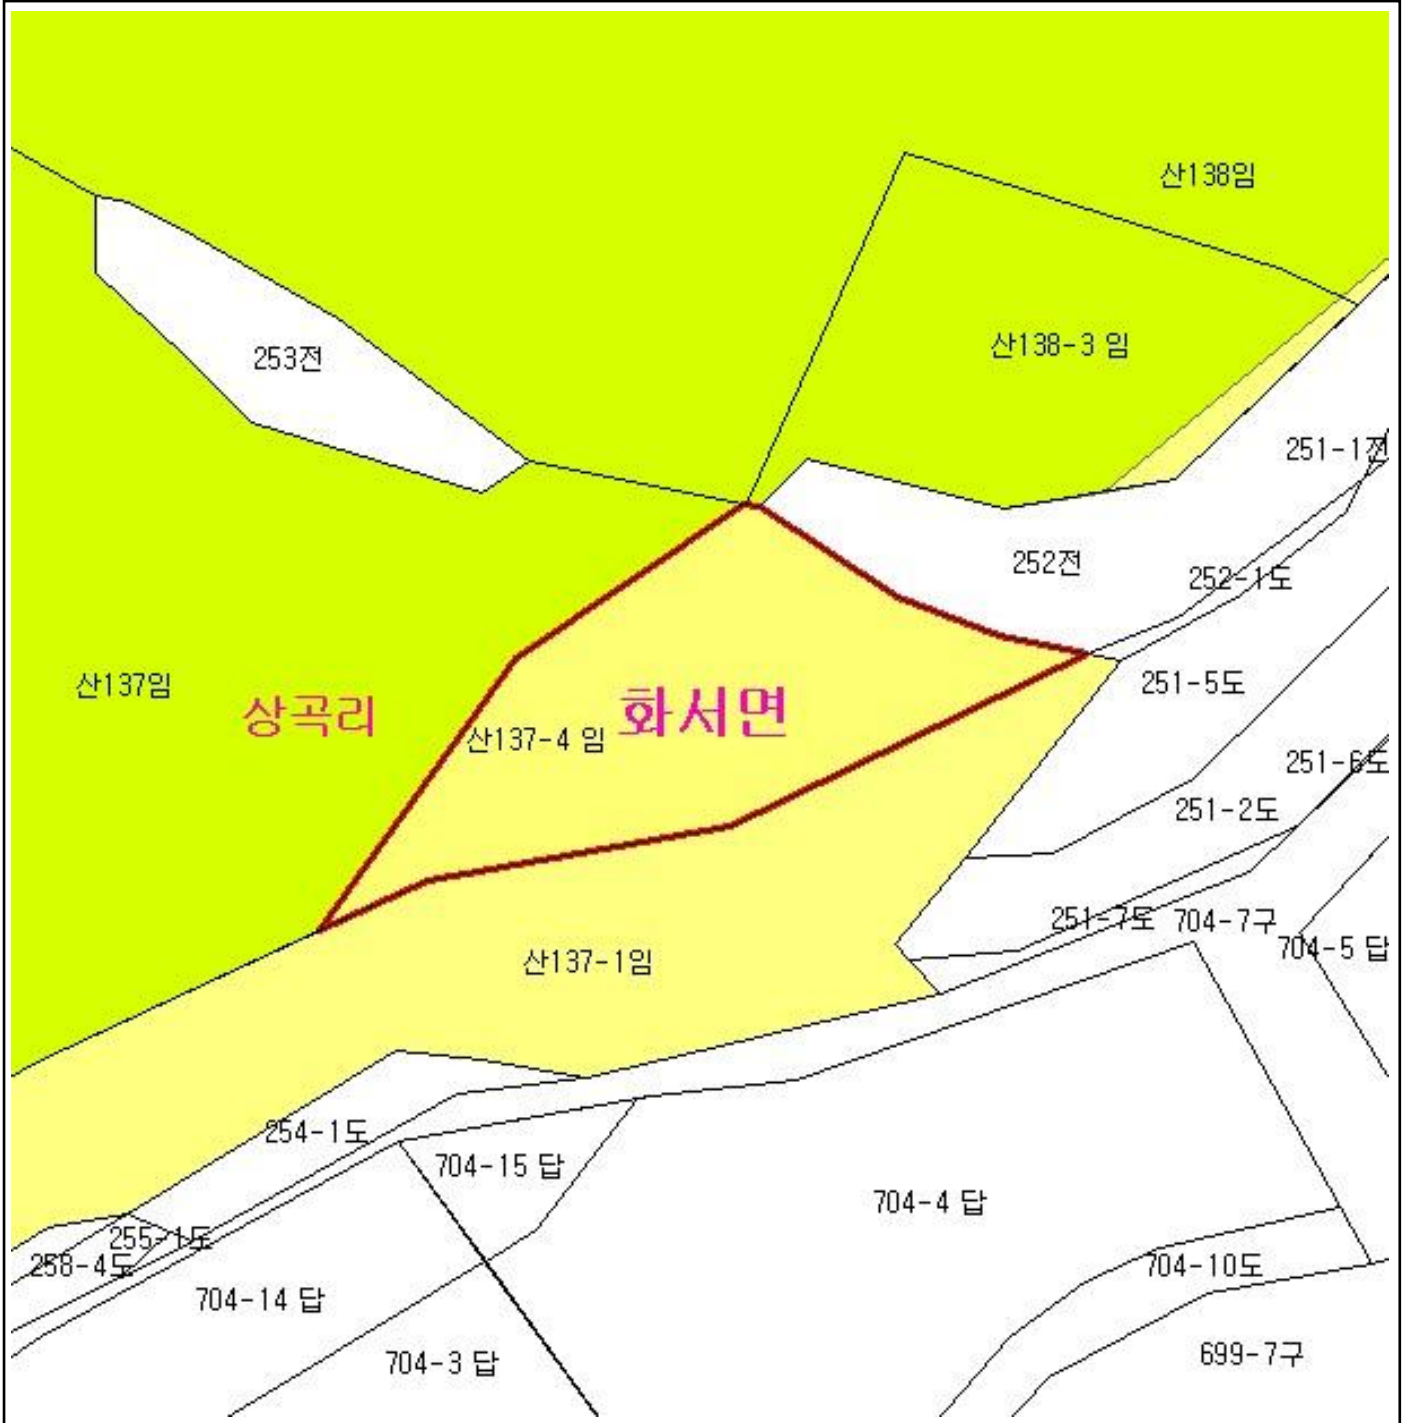 산138임
산138-3 임
253전
251-1전
252전
252-1도
산137임
251-5도
상곡리
화서면
산137-4 임
251-6도
251-2도
251-7도
704-7구
704-5 답
산137-1임
254-1도
704-15 답
704-4 답
255-1도
258-4도
704-10도
704-14 답
704-3 답
699-7구